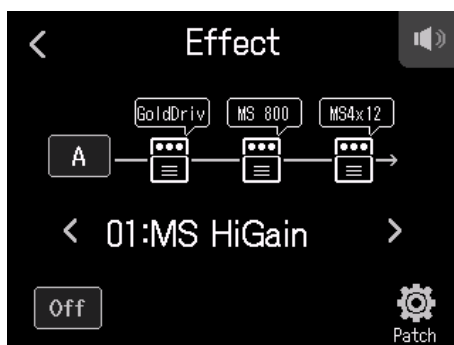 Effect
GoldDriv MS 800 MS4x12
A
01:MS HiGain
Off
Patch